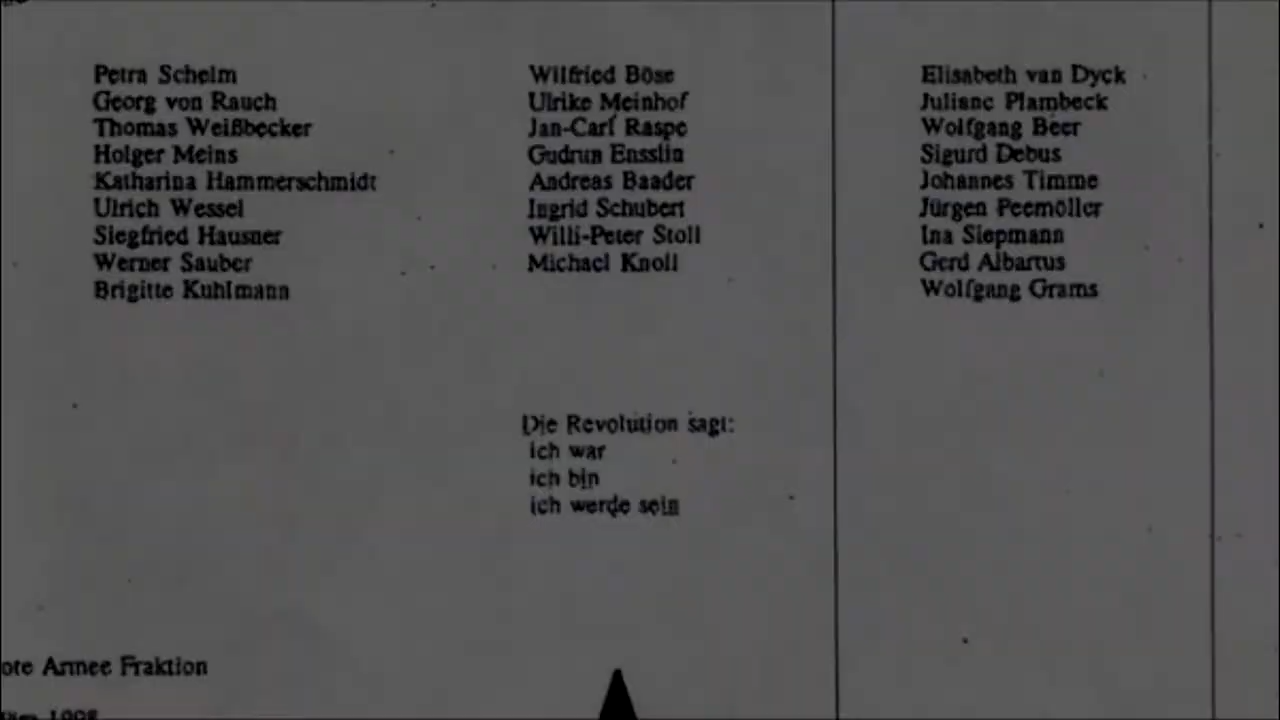 Petra Schelm
Georg von Rauch
Thomas Weißbecker
Holger Meins
Katharina Hammerschmidt
Ulrich Wessel
Siegfried Hausner
Werner Sauber
Brigitte Kuhlmann
Wilfried Böse
Ulrike Meinhof
Jan-Carl Raspe
Gudrun Ensslin
Andreas Baader
Ingrid Schubert
Willi-Peter Stoll
Michael Knoll
Elisabeth van Dyck
Juliane Plambeck
Wolfgang Beer
Sigurd Debus
Johannes Timme
Jürgen Peemöller
Ina Siepmann
Gerd Albartus
Wolfgang Grams
Die Revolution sagt:
ich war
ich bin
ich werde sein
ote Armee Fraktion
1998